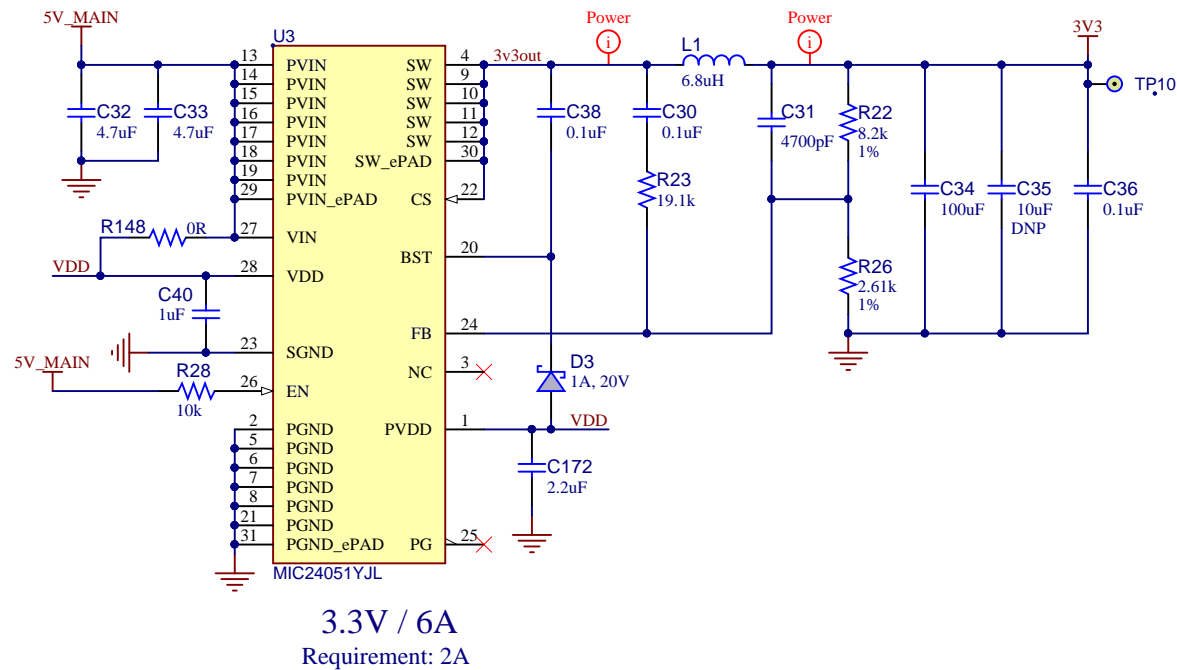 5V_MAIN
U3
Power
Power
3V3
13 PVIN SW 4 3v3out L1
14 PVIN SW 9 6.8uH TP10
15 PVIN SW 10
C32 C33 16 PVIN SW 11 C38 C30 C31 R22
4.7uF 4.7uF 17 PVIN SW 12 0.1uF 0.1uF 4700pF 8.2k
18 PVIN SW_ePAD 30 1%
19 PVIN R23
29 PVIN_ePAD CS 22 19.1k C34 C35 C36
100uF 10uF 0.1uF
R148 0R DNP
27 VIN
BST 20
VDD 28 VDD R26
C40 2.61k
1uF 1%
FB 24
23 SGND
5V_MAIN NC 3 D3
R28 1A, 20V
10k 26 EN
2 PGND PVDD 1 VDD
5 PGND
6 PGND C172
7 PGND 2.2uF
8 PGND
21 PGND
31 PGND_ePAD PG 25
MIC24051YJL
3.3V / 6A
Requirement: 2A